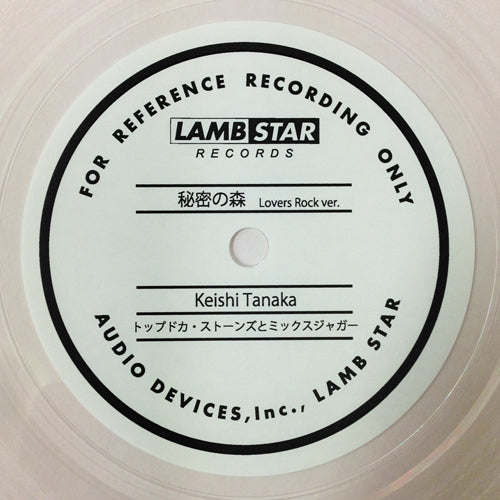 FOR REFERENCE RECORDING ONLY
LAMB STAR
RECORDS
秘密の森 Lovers Rock ver.
Keishi Tanaka
トップドカ・ストーンズとミックスジャガー
AUDIO DEVICES,Inc., LAMB STAR